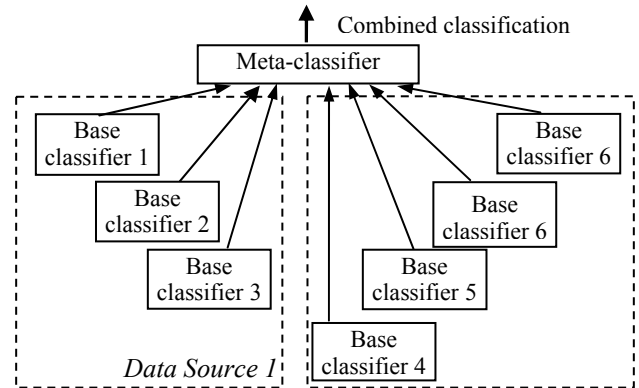 Combined classification
Meta-classifier
Base
classifier 1
Base
classifier 6
Base
classifier 2
Base
classifier 6
Base
classifier 3
Base
classifier 5
Base
classifier 4
Data Source 1